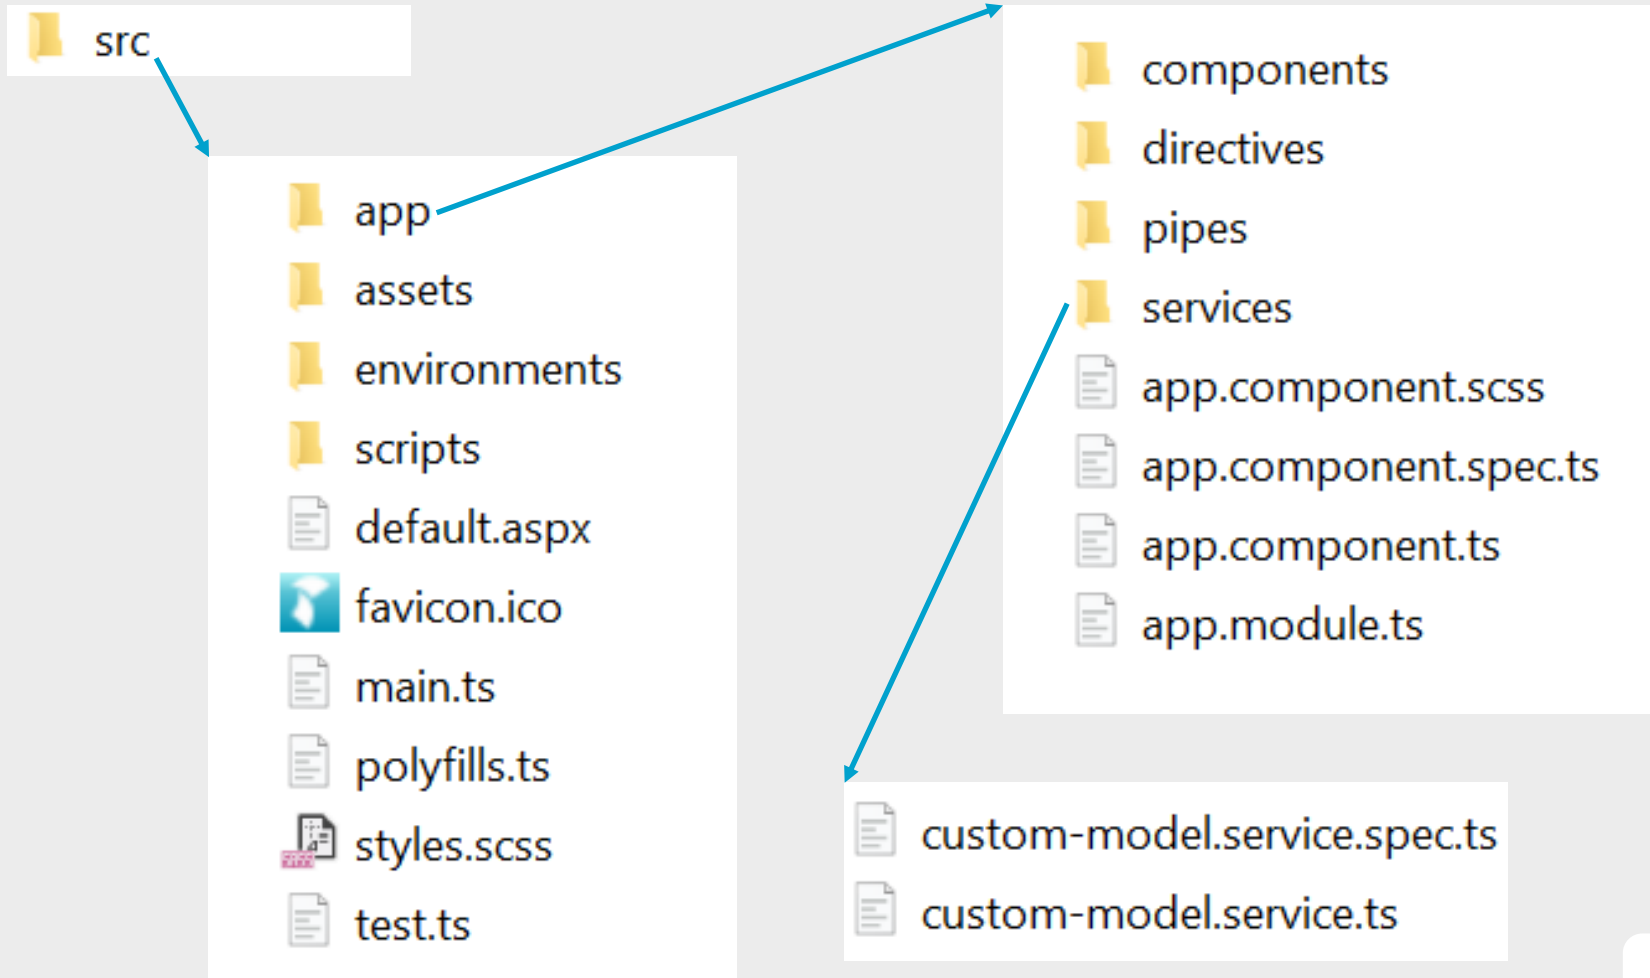 src
app
assets
environments
scripts
default.aspx
favicon.ico
main.ts
polyfills.ts
styles.scss
test.ts
components
directives
pipes
services
app.component.scss
app.component.spec.ts
app.component.ts
app.module.ts
custom-model.service.spec.ts
custom-model.service.ts